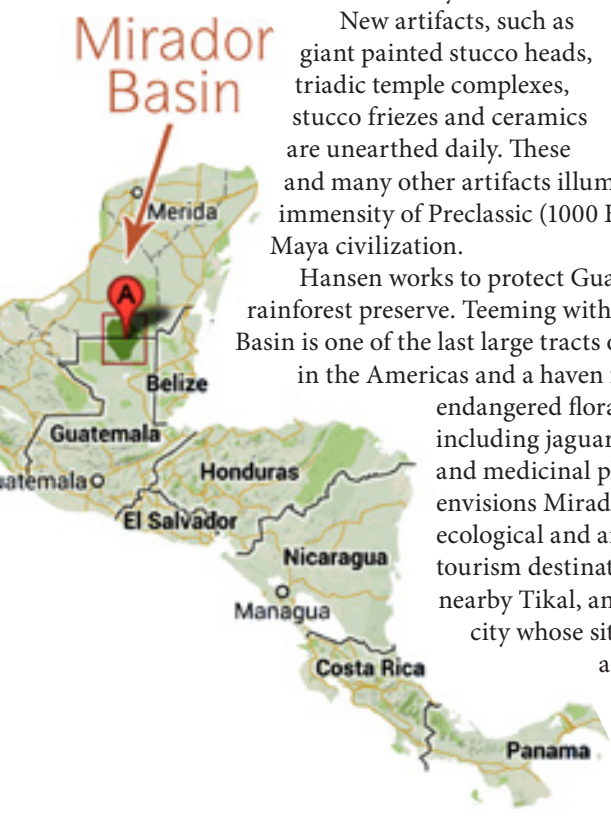 Mirador
Basin
New artifacts, such as
giant painted stucco heads,
triadic temple complexes,
stucco friezes and ceramics
are unearthed daily. These
and many other artifacts illum
immensity of Preclassic (1000
Maya civilization.
Hansen works to protect Gua
rainforest preserve. Teeming with
Basin is one of the last large tracts
in the Americas and a haven
endangered flora
including jaguar
and medicinal p
envisions Mirad
ecological and a
tourism destinat
nearby Tikal, an
city whose sit
a
Merida
A
Belize
Guatemala
uatemala
Honduras
El Salvador
Nicaragua
Managua
Costa Rica
Panama